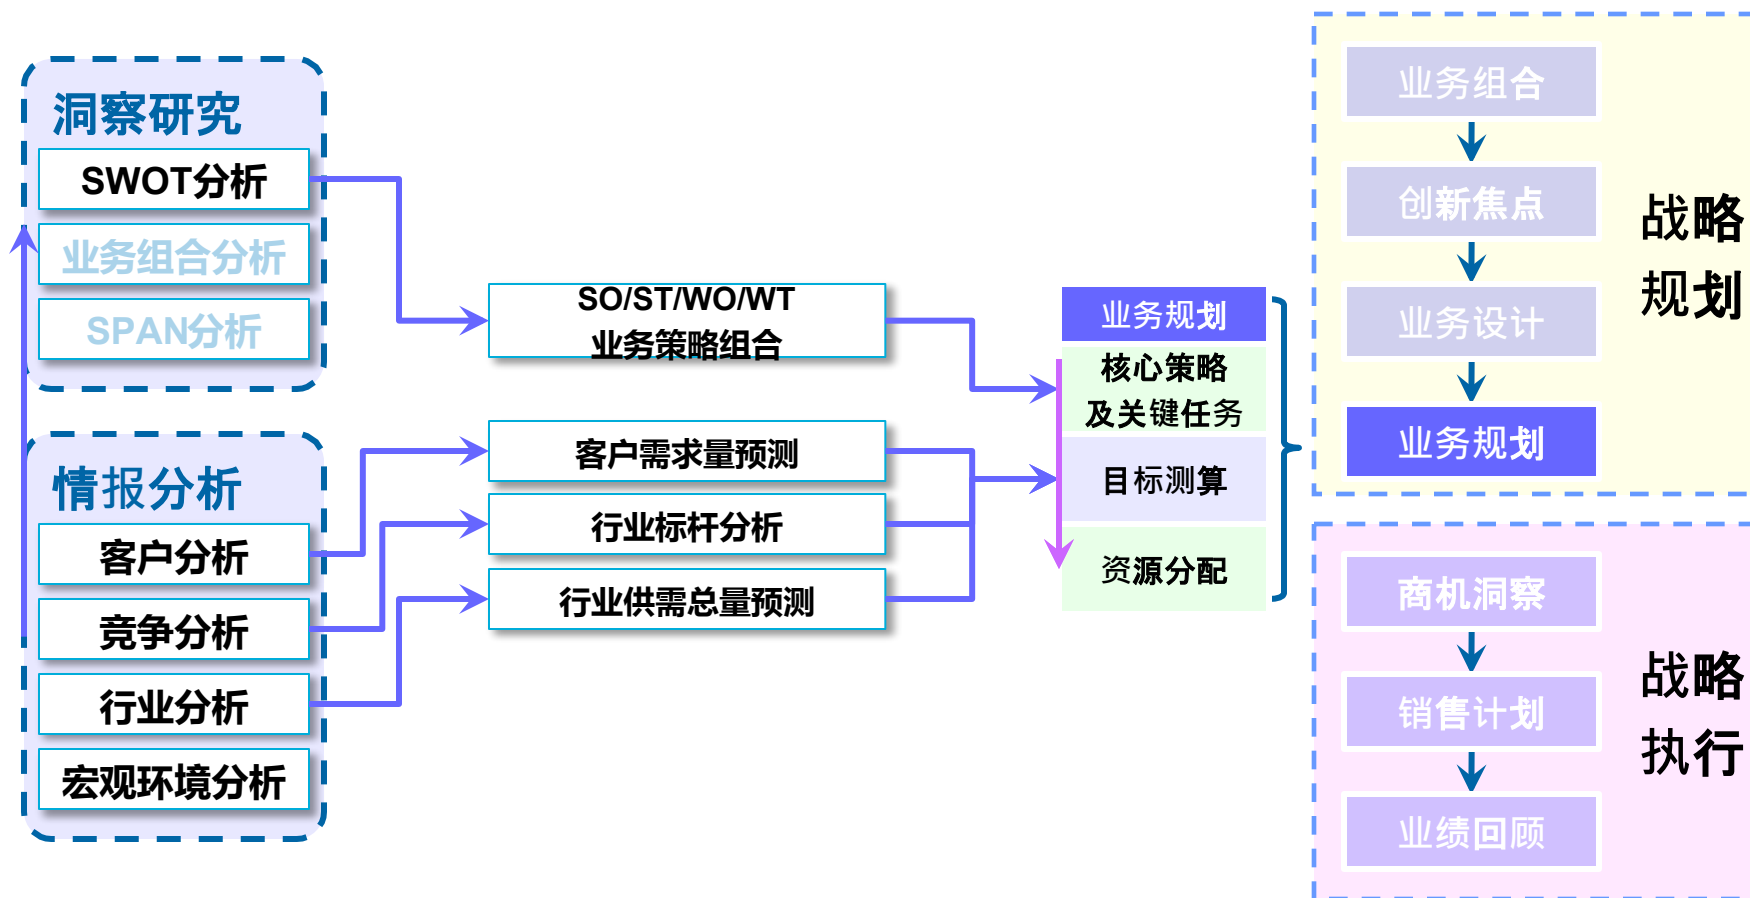 洞察研究
SWOT分析
业务组合分析
SPAN分析
情报分析
客户分析
竞争分析
行业分析
宏观环境分析
SO/ST/WO/WT
业务策略组合
客户需求量预测
行业标杆分析
行业供需总量预测
业务规划
核心策略
及关键任务
目标测算
资源分配
业务组合
创新焦点
业务设计
业务规划
战略
规划
商机洞察
销售计划
业绩回顾
战略
执行